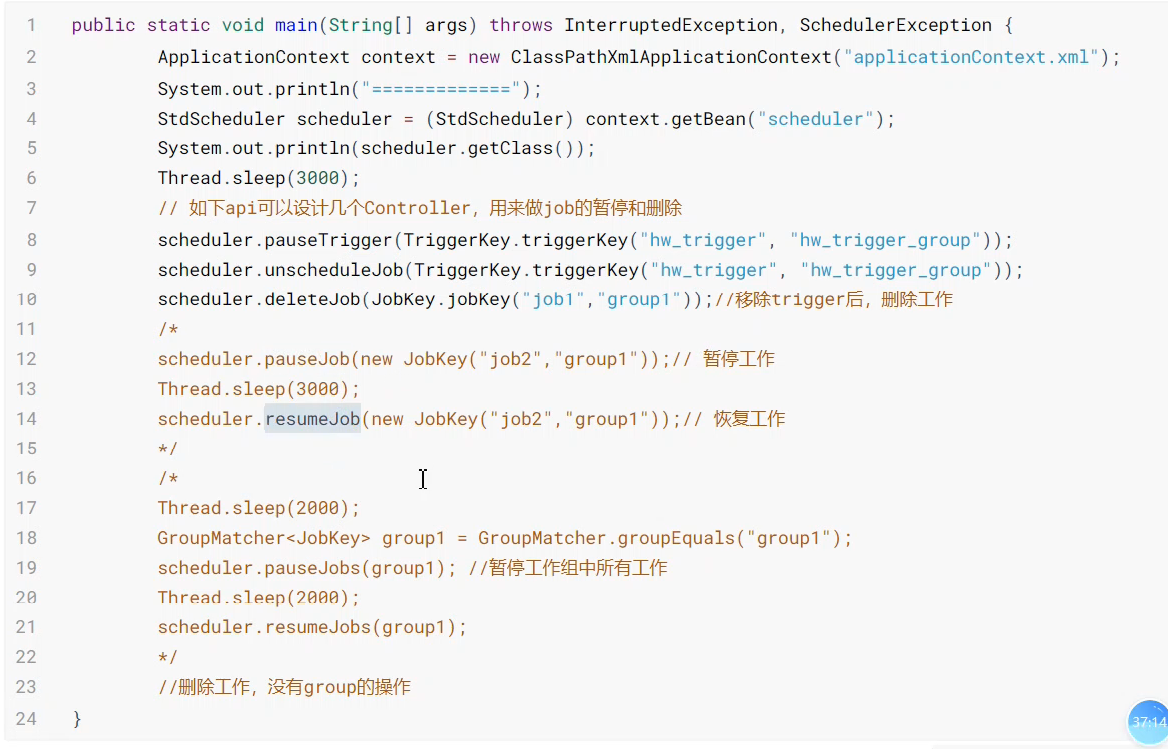 1 public static void main(String[] args) throws InterruptedException, SchedulerException {
2 ApplicationContext context = new ClassPathXmlApplicationContext("applicationContext.xml");
3 System.out.println("=============");
4 StdScheduler scheduler = (StdScheduler) context.getBean("scheduler");
5 System.out.println(scheduler.getClass());
6 Thread.sleep(3000);
7 // 如下api可以设计几个Controller，用来做job的暂停和删除
8 scheduler.pauseTrigger(TriggerKey.triggerKey("hw_trigger", "hw_trigger_group"));
9 scheduler.unscheduleJob(TriggerKey.triggerKey("hw_trigger", "hw_trigger_group"));
10 scheduler.deleteJob(JobKey.jobKey("job1","group1"));//移除trigger后，删除工作
11 /*
12 scheduler.pauseJob(new JobKey("job2","group1"));// 暂停工作
13 Thread.sleep(3000);
14 scheduler.resumeJob(new JobKey("job2","group1"));// 恢复工作
15 */
16 /*
17 Thread.sleep(2000);
18 GroupMatcher<JobKey> group1 = GroupMatcher.groupEquals("group1");
19 scheduler.pauseJobs(group1); //暂停工作组中所有工作
20 Thread.sleep(2000);
21 scheduler.resumeJobs(group1);
22 */
23 //删除工作，没有group的操作
24 }
37:14